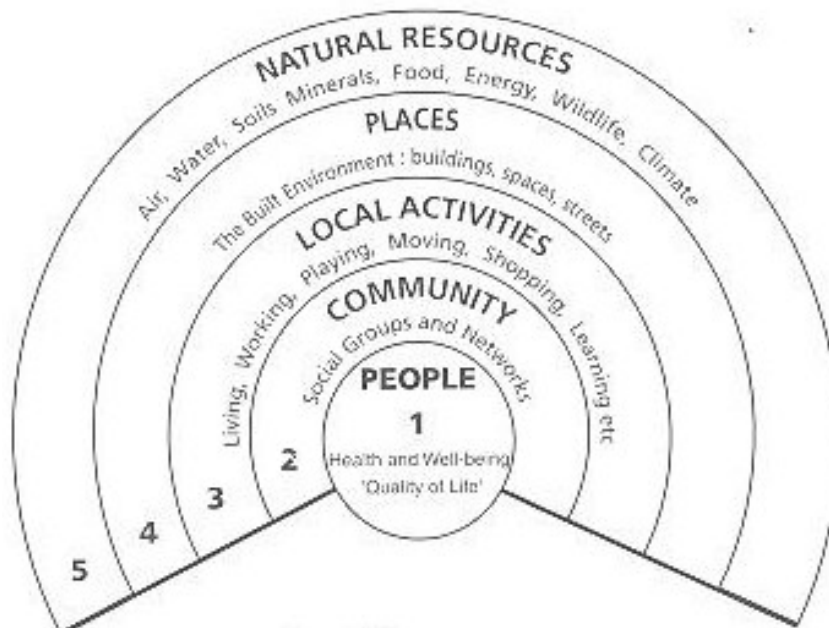 NATURAL RESOURCES
Air, Water, Soils Minerals, Food, Energy, Wildlife, Climate
PLACES
The Built Environment : buildings, spaces, streets
LOCAL ACTIVITIES
Living, Working, Playing, Moving, Shopping, Learning etc
COMMUNITY
Social Groups and Networks
PEOPLE
1
Health and Well-being
'Quality of Life'
2
3
4
5